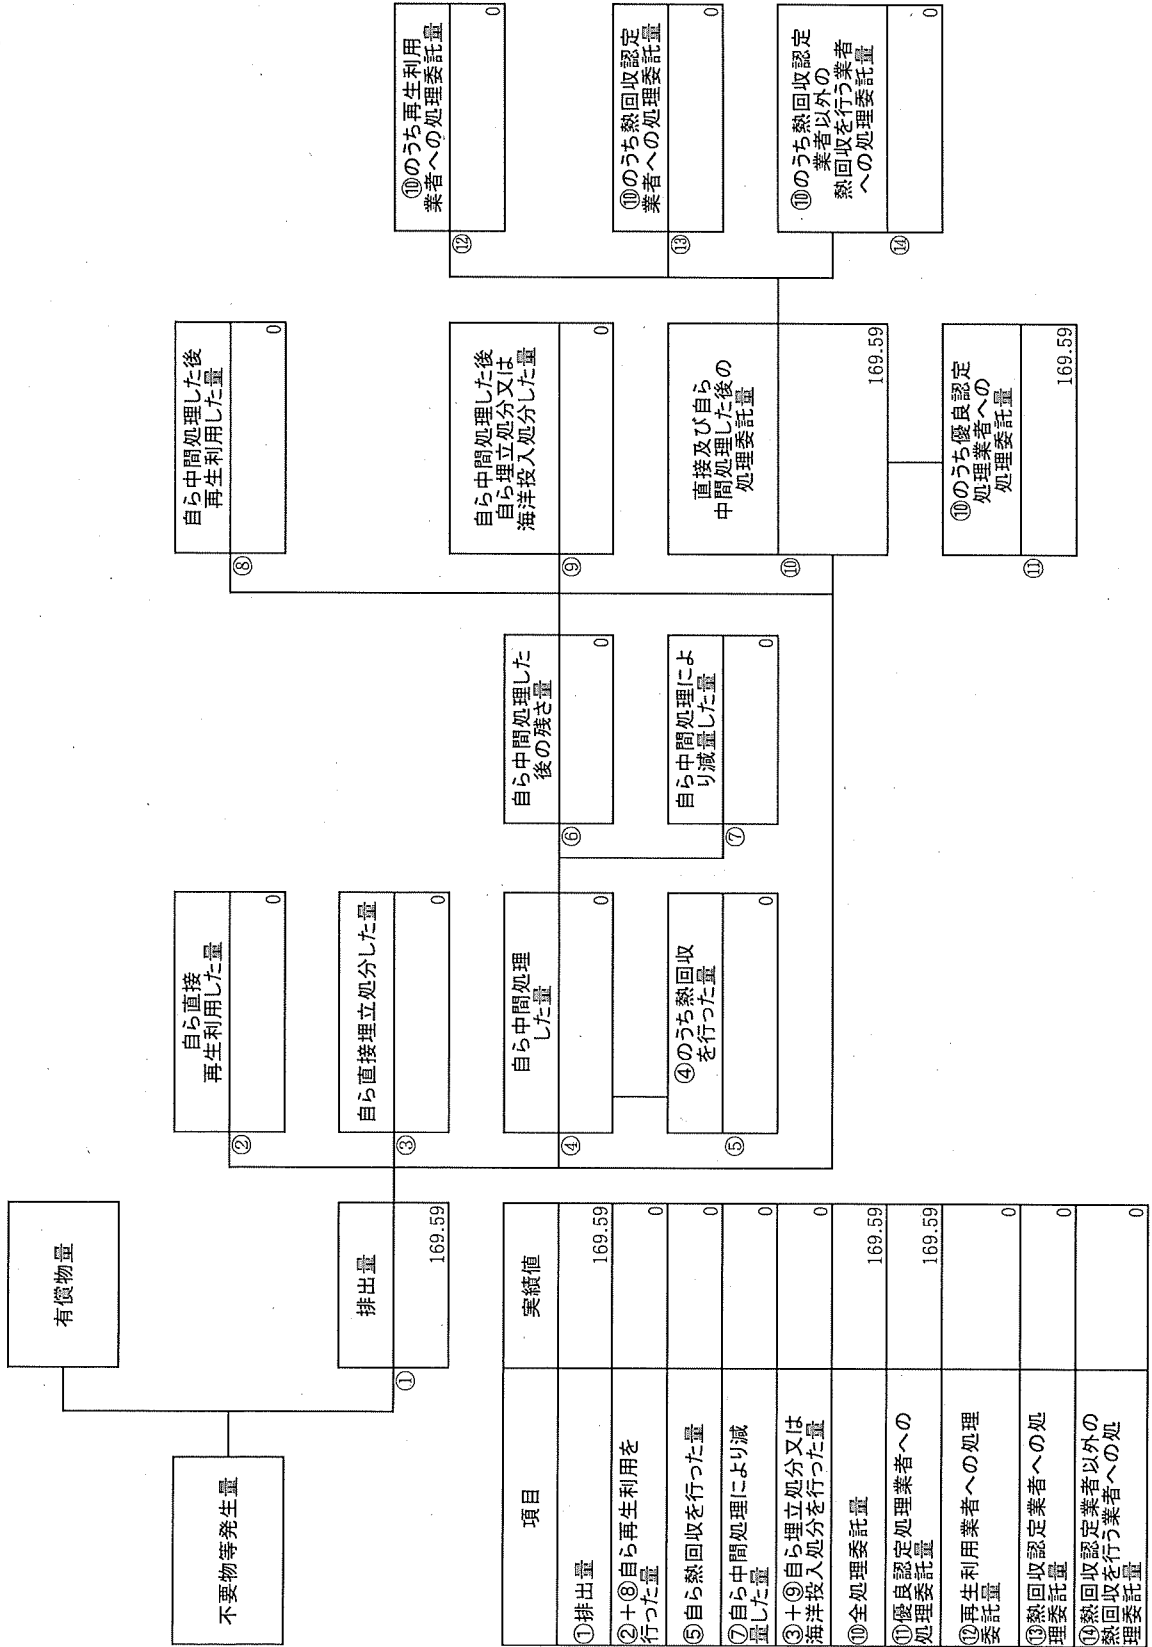 不要物等発生量
有償物量
排出量
①
169.59
自ら直接
再生利用した量
②
0
自ら直接埋立処分した量
③
0
自ら中間処理
した量
④
0
④のうち熱回収
を行った量
⑤
0
自ら中間処理した
後の残さ量
⑥
0
自ら中間処理によ
り減量した量
⑦
0
自ら中間処理した後
再生利用した量
⑧
0
自ら中間処理した後
自ら埋立処分又は
海洋投入処分した量
⑨
0
直接及び自ら
中間処理した後の
処理委託量
⑩
169.59
⑩のうち優良認定
処理業者への
処理委託量
⑪
169.59
⑩のうち再生利用
業者への処理委託量
⑫
0
⑩のうち熱回収認定
業者への処理委託量
⑬
0
⑩のうち熱回収認定
業者以外の
熱回収を行う業者
への処理委託量
⑭
0
項目 実績値
①排出量 169.59
②+⑧自ら再生利用を
行った量 0
⑤自ら熱回収を行った量 0
⑦自ら中間処理により減
量した量 0
③+⑨自ら埋立処分又は
海洋投入処分を行った量 0
⑩全処理委託量 169.59
⑪優良認定処理業者への
処理委託量 169.59
⑫再生利用業者への処理
委託量 0
⑬熱回収認定業者への処
理委託量 0
⑭熱回収認定業者以外の
熱回収を行う業者への処
理委託量 0